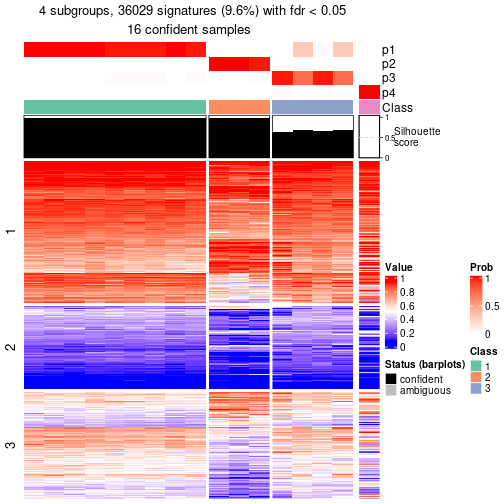 4 subgroups, 36029 signatures (9.6%) with fdr < 0.05
16 confident samples
p1
p2
p3
p4
Class
1
0.5
0
Silhouette
score
1
2
3
Value
1
0.8
0.6
0.4
0.2
0
Prob
1
0.5
0
Status (barplots)
confident
ambiguous
Class
1
2
3